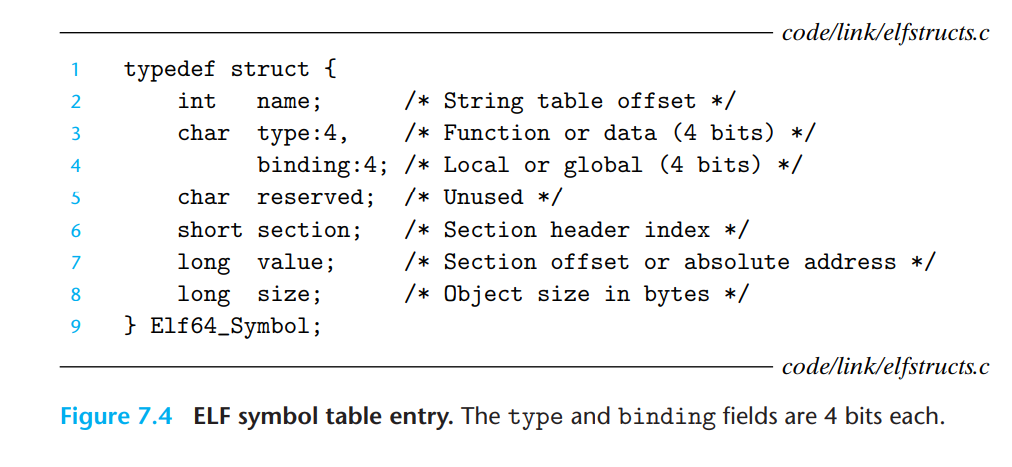 code/link/elfstructs.c
1 typedef struct {
2 int name; /* String table offset */
3 char type:4, /* Function or data (4 bits) */
4 binding:4; /* Local or global (4 bits) */
5 char reserved; /* Unused */
6 short section; /* Section header index */
7 long value; /* Section offset or absolute address */
8 long size; /* Object size in bytes */
9 } Elf64_Symbol;
code/link/elfstructs.c
Figure 7.4 ELF symbol table entry. The type and binding fields are 4 bits each.